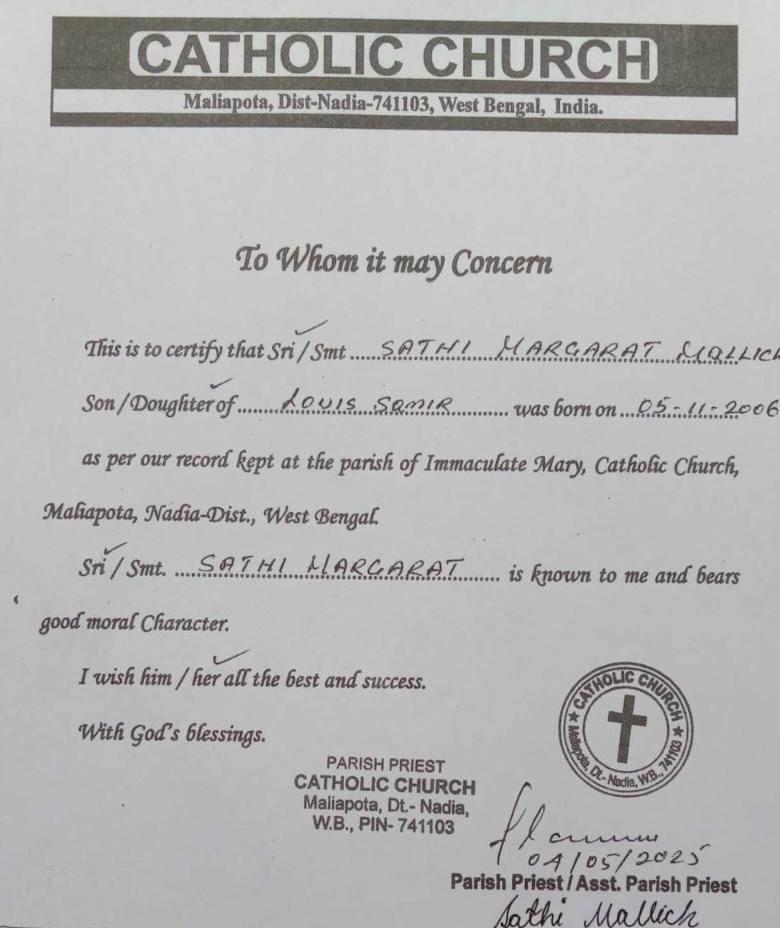 CATHOLIC CHURCH
Maliapota, Dist-Nadia-741103, West Bengal, India.
To Whom it may Concern
This is to certify that Sri / Smt ..... SATHI MARGARAT MALLICK
Son / Doughter of ........ LOUIS SAMIR ........... was born on ... 05-11-2006
as per our record kept at the parish of Immaculate Mary, Catholic Church,
Maliapota, Nadia-Dist., West Bengal.
Sri / Smt. .... SATHI MARGARAT ....... is known to me and bears
good moral Character.
I wish him / her all the best and success.
With God's blessings.
PARISH PRIEST
CATHOLIC CHURCH
Maliapota, Dt.- Nadia,
W.B., PIN- 741103
★ CATHOLIC CHURCH ★
Maliapota, Dt.- Nadia, W.B., 741103
04/05/2025
Parish Priest / Asst. Parish Priest
Sathi Mallick